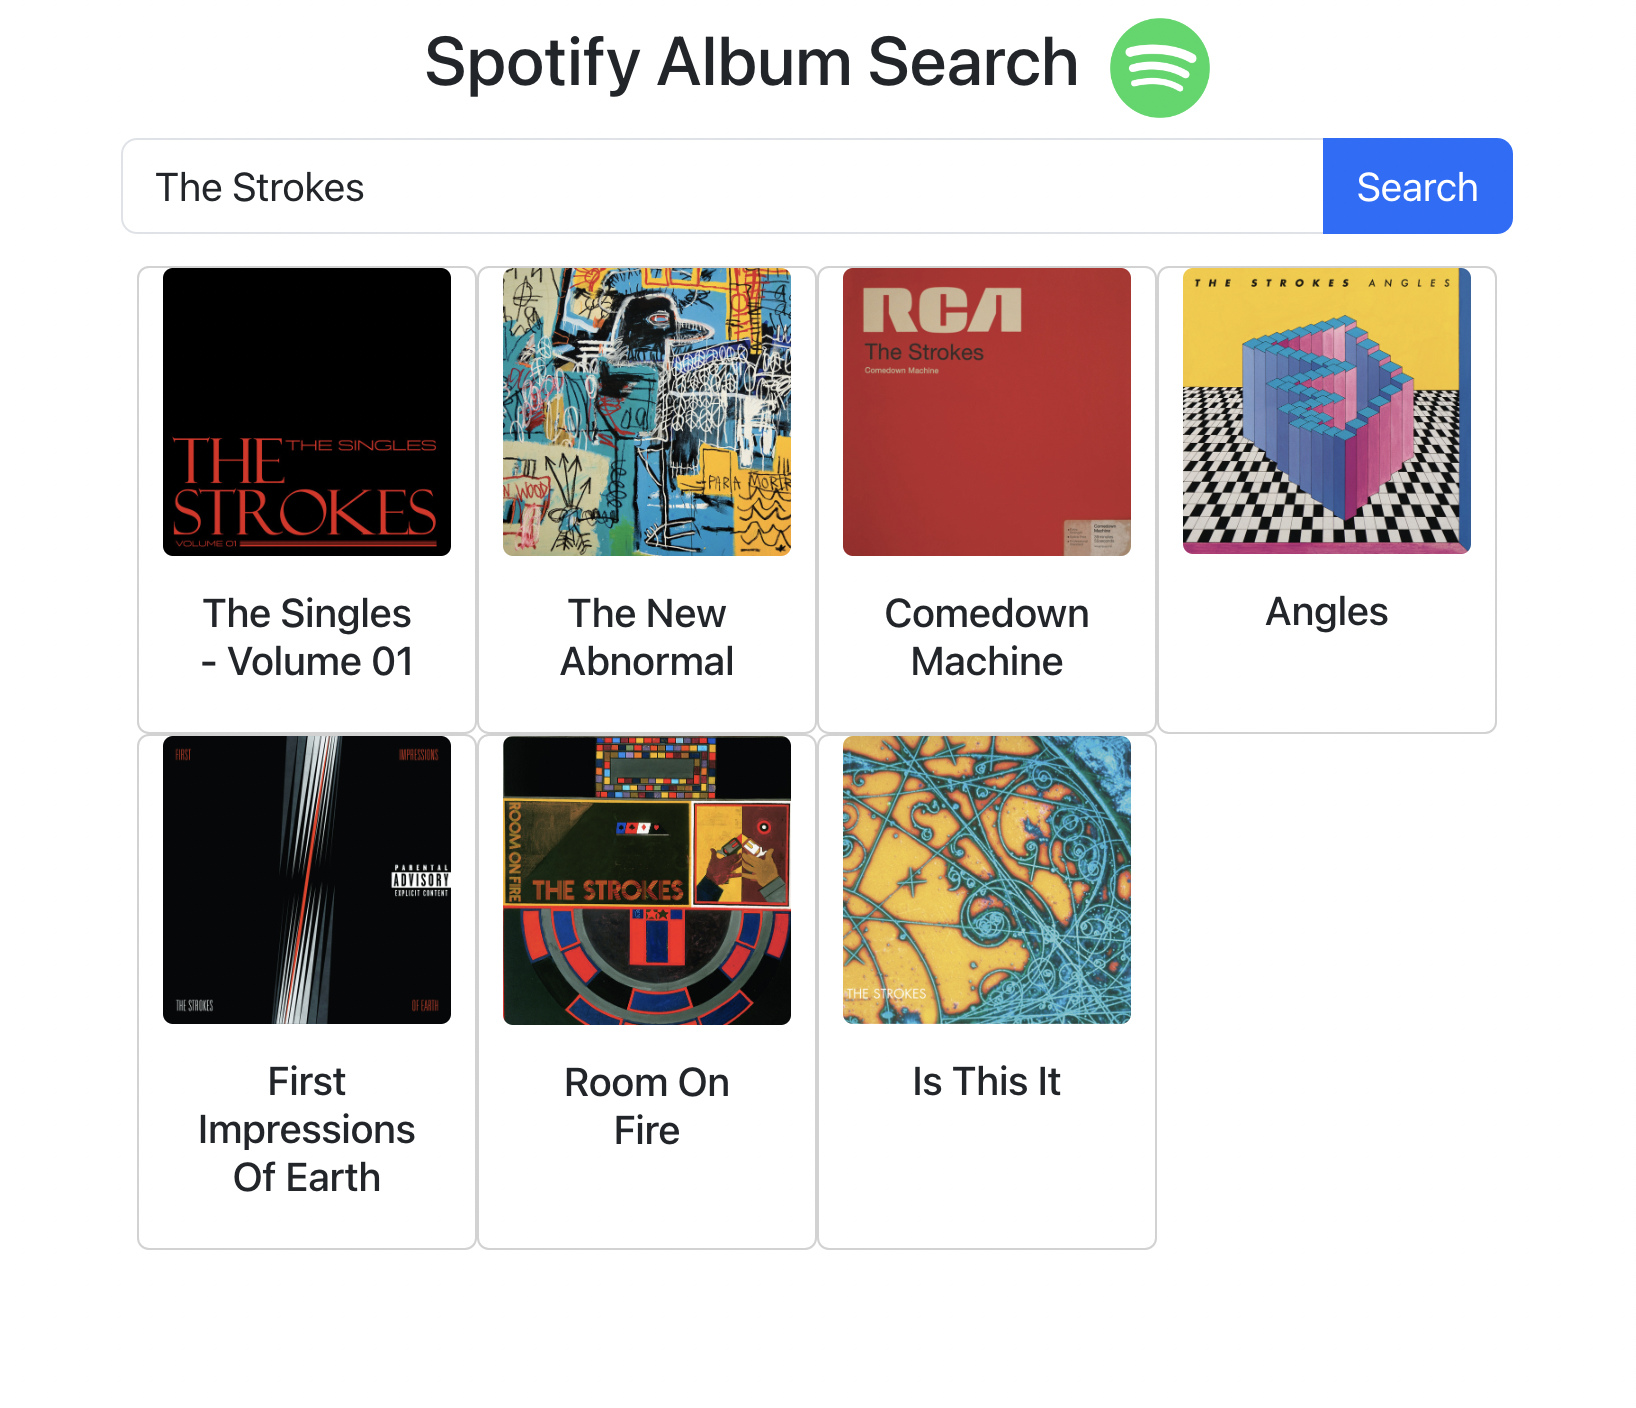 Spotify Album Search
The Strokes
Search
THE THE SINGLES
STROKES
VOLUME 01
N WOOD
PARA MORIR
RCA
The Strokes
Comedown Machine
Comedown
Machine
THE STROKES ANGLES
The Singles
- Volume 01
The New
Abnormal
Comedown
Machine
Angles
FIRST
IMPRESSIONS
PARENTAL
ADVISORY
EXPLICIT CONTENT
THE STROKES
OF EARTH
ROOM ON FIRE
THE STROKES
THE STROKES
First
Impressions
Of Earth
Room On
Fire
Is This It